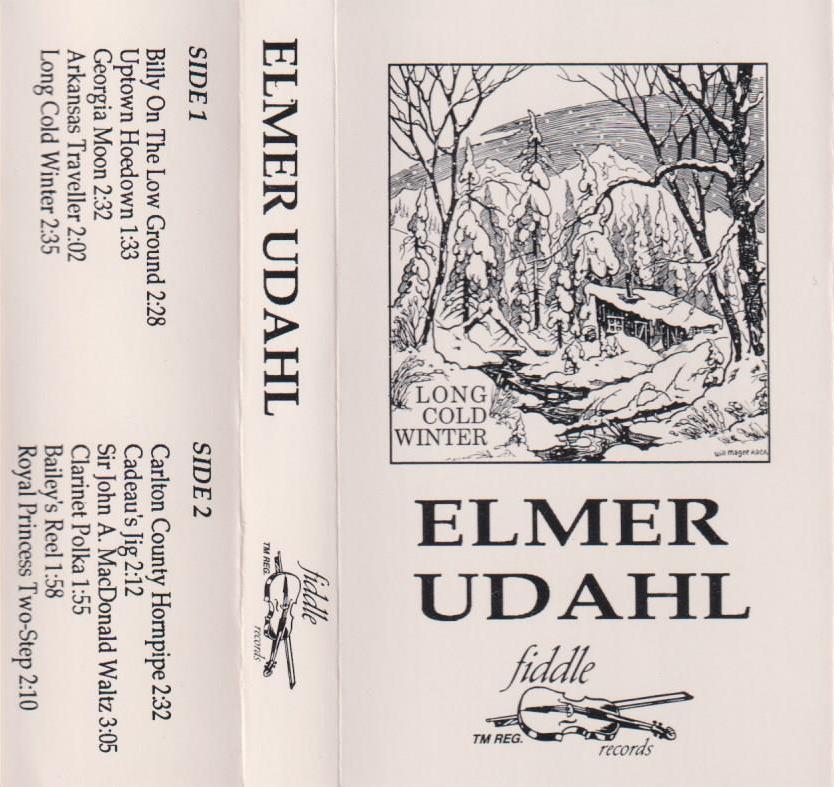 SIDE 1
Billy On The Low Ground 2:28
Uptown Hoedown 1:33
Georgia Moon 2:32
Arkansas Traveller 2:02
Long Cold Winter 2:35
SIDE 2
Carlton County Hornpipe 2:32
Cadeau's Jig 2:12
Sir John A. MacDonald Waltz 3:05
Clarinet Polka 1:55
Bailey's Reel 1:58
Royal Princess Two-Step 2:10
ELMER UDAHL
fiddle
TM REG.
records
LONG
COLD
WINTER
ELMER
UDAHL
fiddle
TM REG.
records